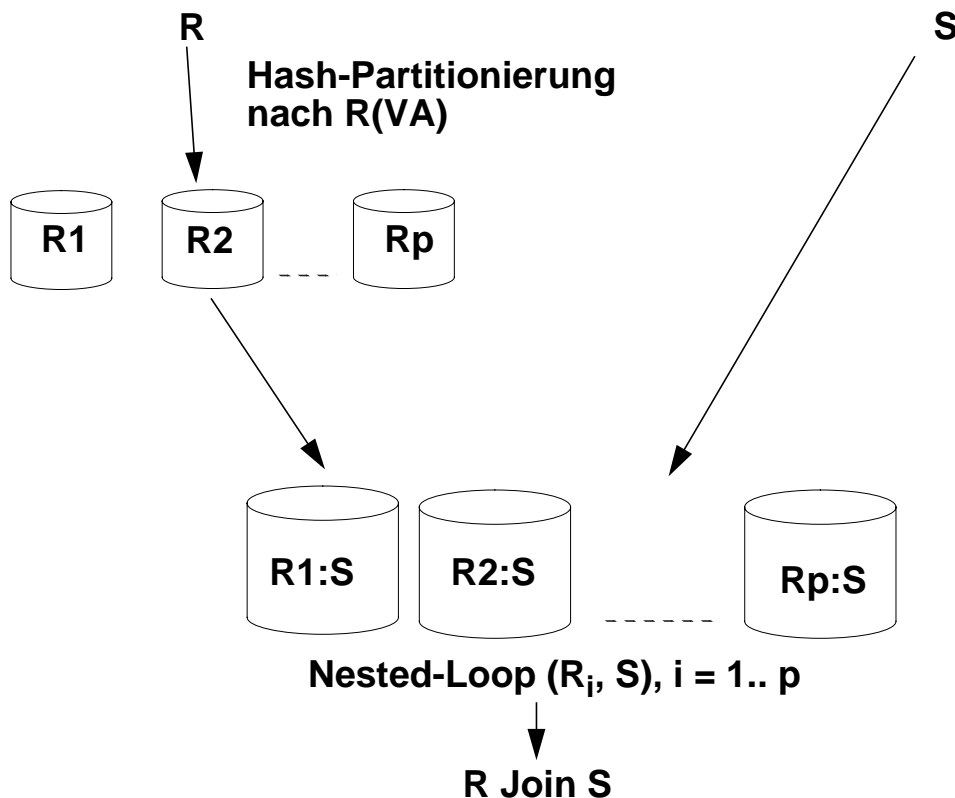 R
S
Hash-Partitionierung
nach R(VA)
R1
R2
Rp
R1:S
R2:S
Rp:S
Nested-Loop (Ri, S), i = 1.. p
R Join S